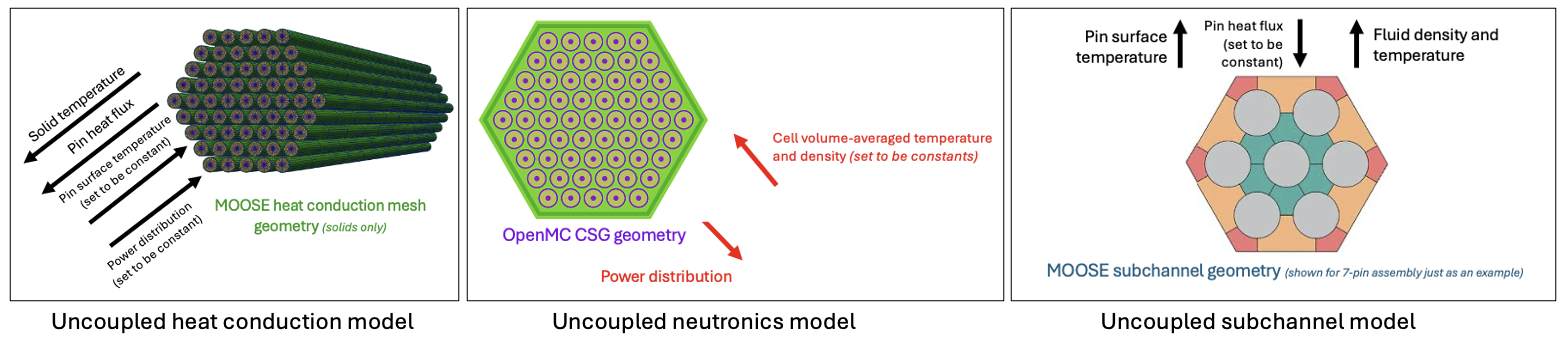 Solid temperature
Pin heat flux
Pin surface temperature
(set to be constant)
Power distribution
(set to be constant)
MOOSE heat conduction mesh
geometry (solids only)
Uncoupled heat conduction model
Cell volume-averaged temperature
and density (set to be constants)
OpenMC CSG geometry
Power distribution
Uncoupled neutronics model
Pin surface
temperature
Pin heat flux
(set to be
constant)
Fluid density and
temperature
MOOSE subchannel geometry (shown for 7-pin assembly just as an example)
Uncoupled subchannel model